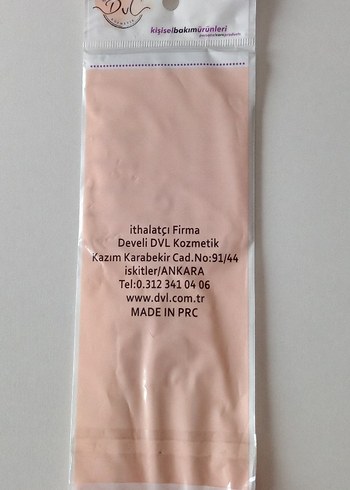 Dvl
kişiselbakımürünleri
ithalatçı Firma
Develi DVL Kozmetik
Kazım Karabekir Cad.No:91/44
iskitler/ANKARA
Tel:0.312 341 04 06
www.dvl.com.tr
MADE IN PRC